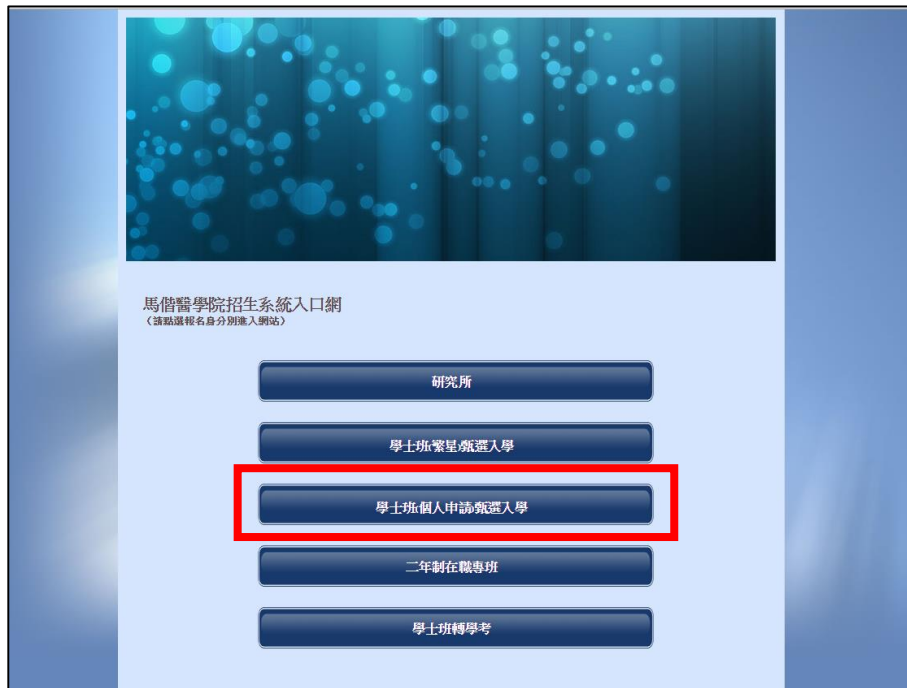 馬偕醫學院招生系統入口網
（請點選報名身分別進入網站）
研究所
學士班(繁星)甄選入學
學士班(個人申請)甄選入學
二年制在職專班
學士班轉學考